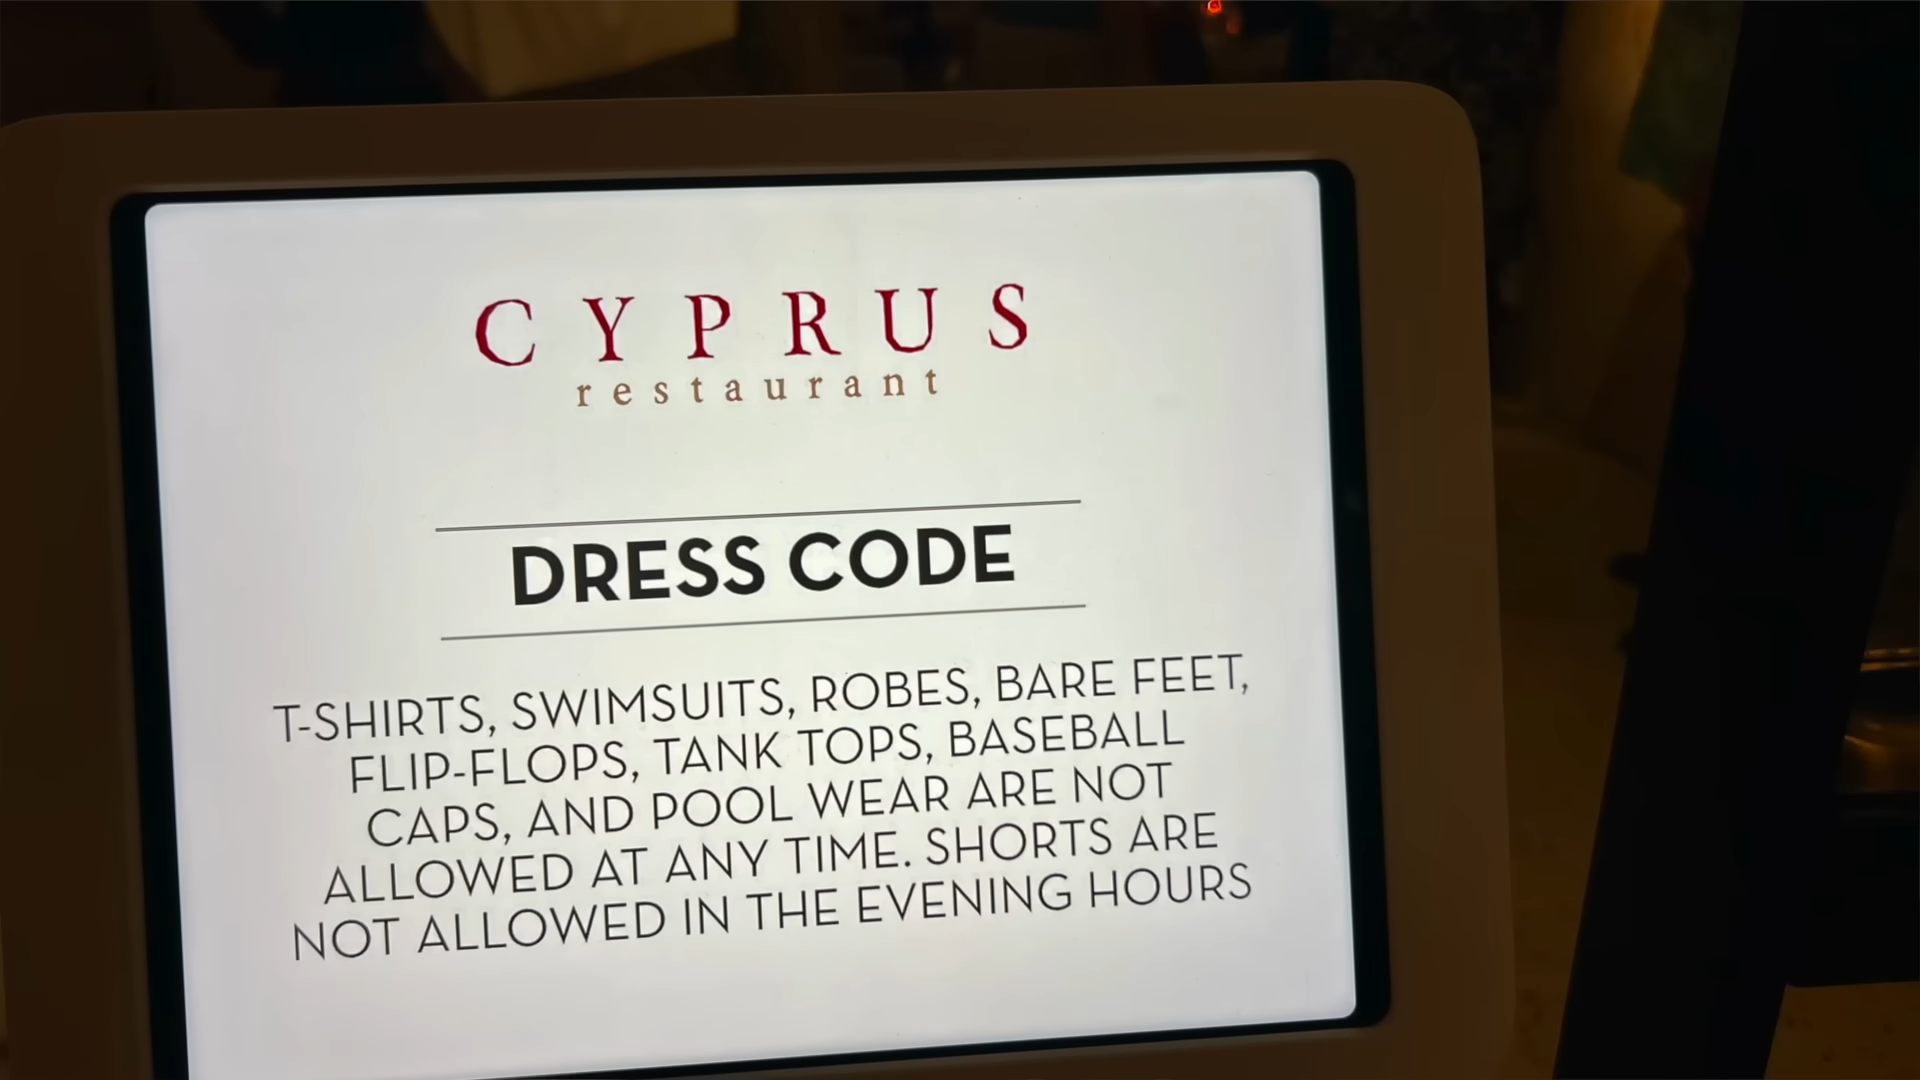 CYPRUS
restaurant
DRESS CODE
T-SHIRTS, SWIMSUITS, ROBES, BARE FEET,
FLIP-FLOPS, TANK TOPS, BASEBALL
CAPS, AND POOL WEAR ARE NOT
ALLOWED AT ANY TIME. SHORTS ARE
NOT ALLOWED IN THE EVENING HOURS